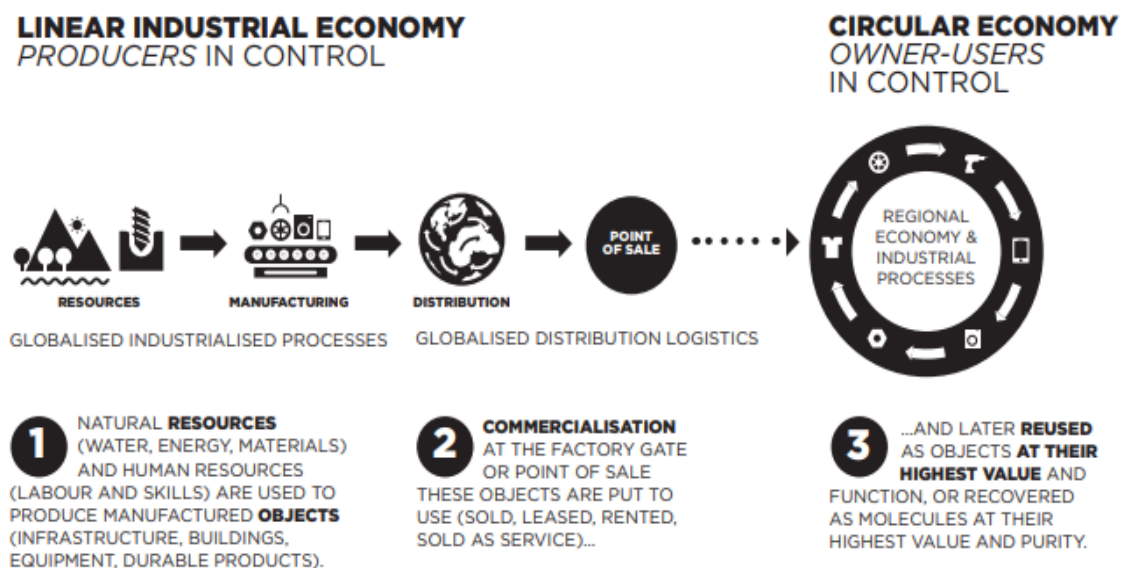 LINEAR INDUSTRIAL ECONOMY
PRODUCERS IN CONTROL
CIRCULAR ECONOMY
OWNER-USERS
IN CONTROL
RESOURCES
MANUFACTURING
DISTRIBUTION
POINT
OF SALE
REGIONAL
ECONOMY &
INDUSTRIAL
PROCESSES
GLOBALISED INDUSTRIALISED PROCESSES
GLOBALISED DISTRIBUTION LOGISTICS
1
NATURAL RESOURCES
(WATER, ENERGY, MATERIALS)
AND HUMAN RESOURCES
(LABOUR AND SKILLS) ARE USED TO
PRODUCE MANUFACTURED OBJECTS
(INFRASTRUCTURE, BUILDINGS,
EQUIPMENT, DURABLE PRODUCTS).
2
COMMERCIALISATION
AT THE FACTORY GATE
OR POINT OF SALE
THESE OBJECTS ARE PUT TO
USE (SOLD, LEASED, RENTED,
SOLD AS SERVICE)...
3
...AND LATER REUSED
AS OBJECTS AT THEIR
HIGHEST VALUE AND
FUNCTION, OR RECOVERED
AS MOLECULES AT THEIR
HIGHEST VALUE AND PURITY.